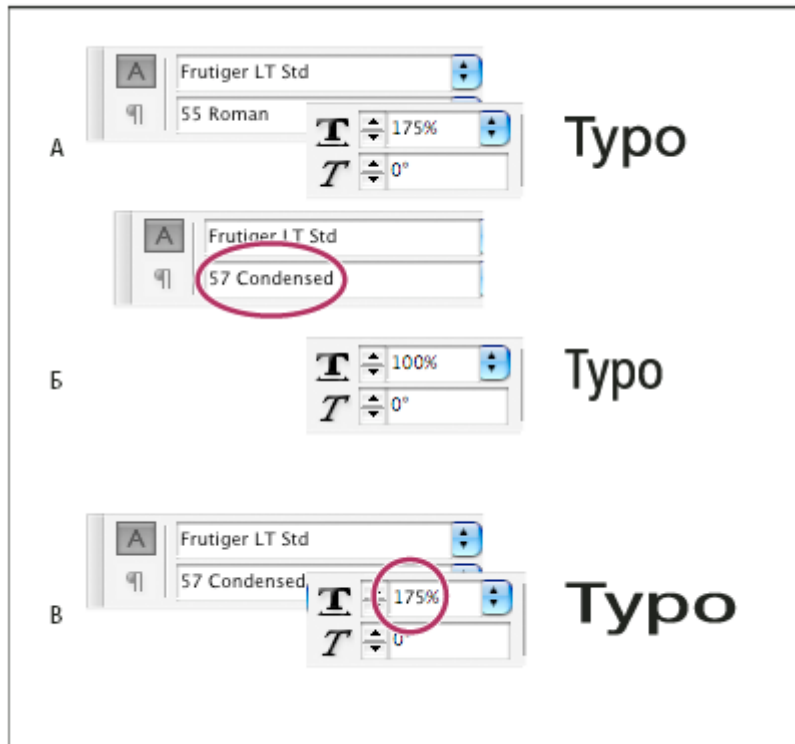 A
Frutiger LT Std
¶
55 Roman
T
175%
Typo
А
T
0°
A
Frutiger LT Std
¶
57 Condensed
T
100%
Typo
Б
T
0°
A
Frutiger LT Std
¶
57 Condensed
T
175%
Typo
В
T
0°